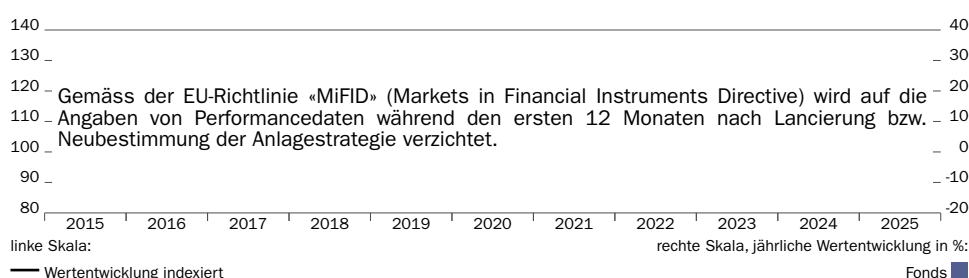 140 40
130 30
120 20
Gemäss der EU-Richtlinie «MiFID» (Markets in Financial Instruments Directive) wird auf die
110 10
Angaben von Performancedaten während den ersten 12 Monaten nach Lancierung bzw.
Neubestimmung der Anlagestrategie verzichtet.
100 0
90 -10
80 -20
2015 2016 2017 2018 2019 2020 2021 2022 2023 2024 2025
linke Skala: rechte Skala, jährliche Wertentwicklung in %:
Wertentwicklung indexiert Fonds